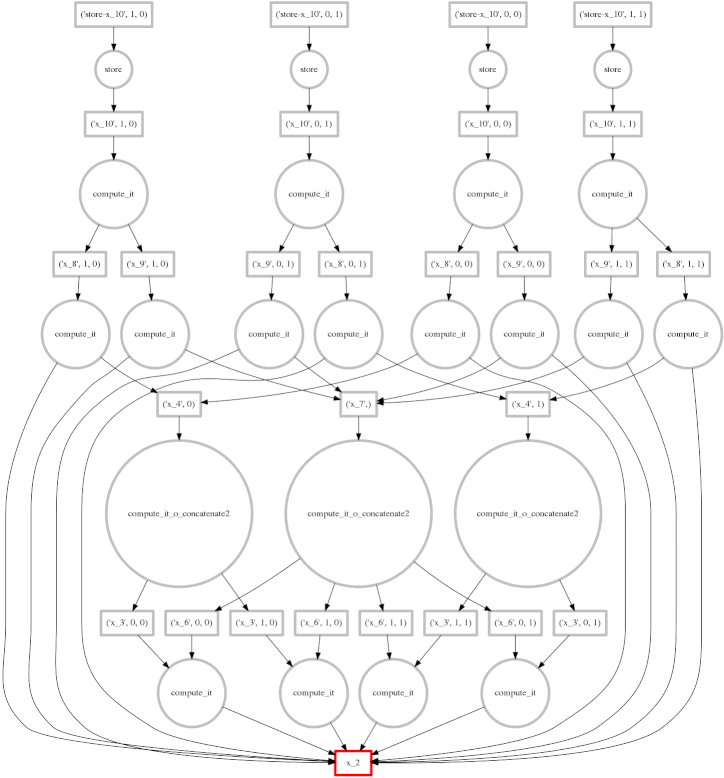 ('store-x_10', 1, 0)
('store-x_10', 0, 1)
('store-x_10', 0, 0)
('store-x_10', 1, 1)
store
store
store
store
('x_10', 1, 0)
('x_10', 0, 1)
('x_10', 0, 0)
('x_10', 1, 1)
compute_it
compute_it
compute_it
compute_it
('x_8', 1, 0)
('x_9', 1, 0)
('x_9', 0, 1)
('x_8', 0, 1)
('x_8', 0, 0)
('x_9', 0, 0)
('x_9', 1, 1)
('x_8', 1, 1)
compute_it
compute_it
compute_it
compute_it
compute_it
compute_it
compute_it
compute_it
('x_4', 0)
('x_7',)
('x_4', 1)
compute_it_o_concatenate2
compute_it_o_concatenate2
compute_it_o_concatenate2
('x_3', 0, 0)
('x_6', 0, 0)
('x_3', 1, 0)
('x_6', 1, 0)
('x_6', 1, 1)
('x_3', 1, 1)
('x_6', 0, 1)
('x_3', 0, 1)
compute_it
compute_it
compute_it
compute_it
x_2